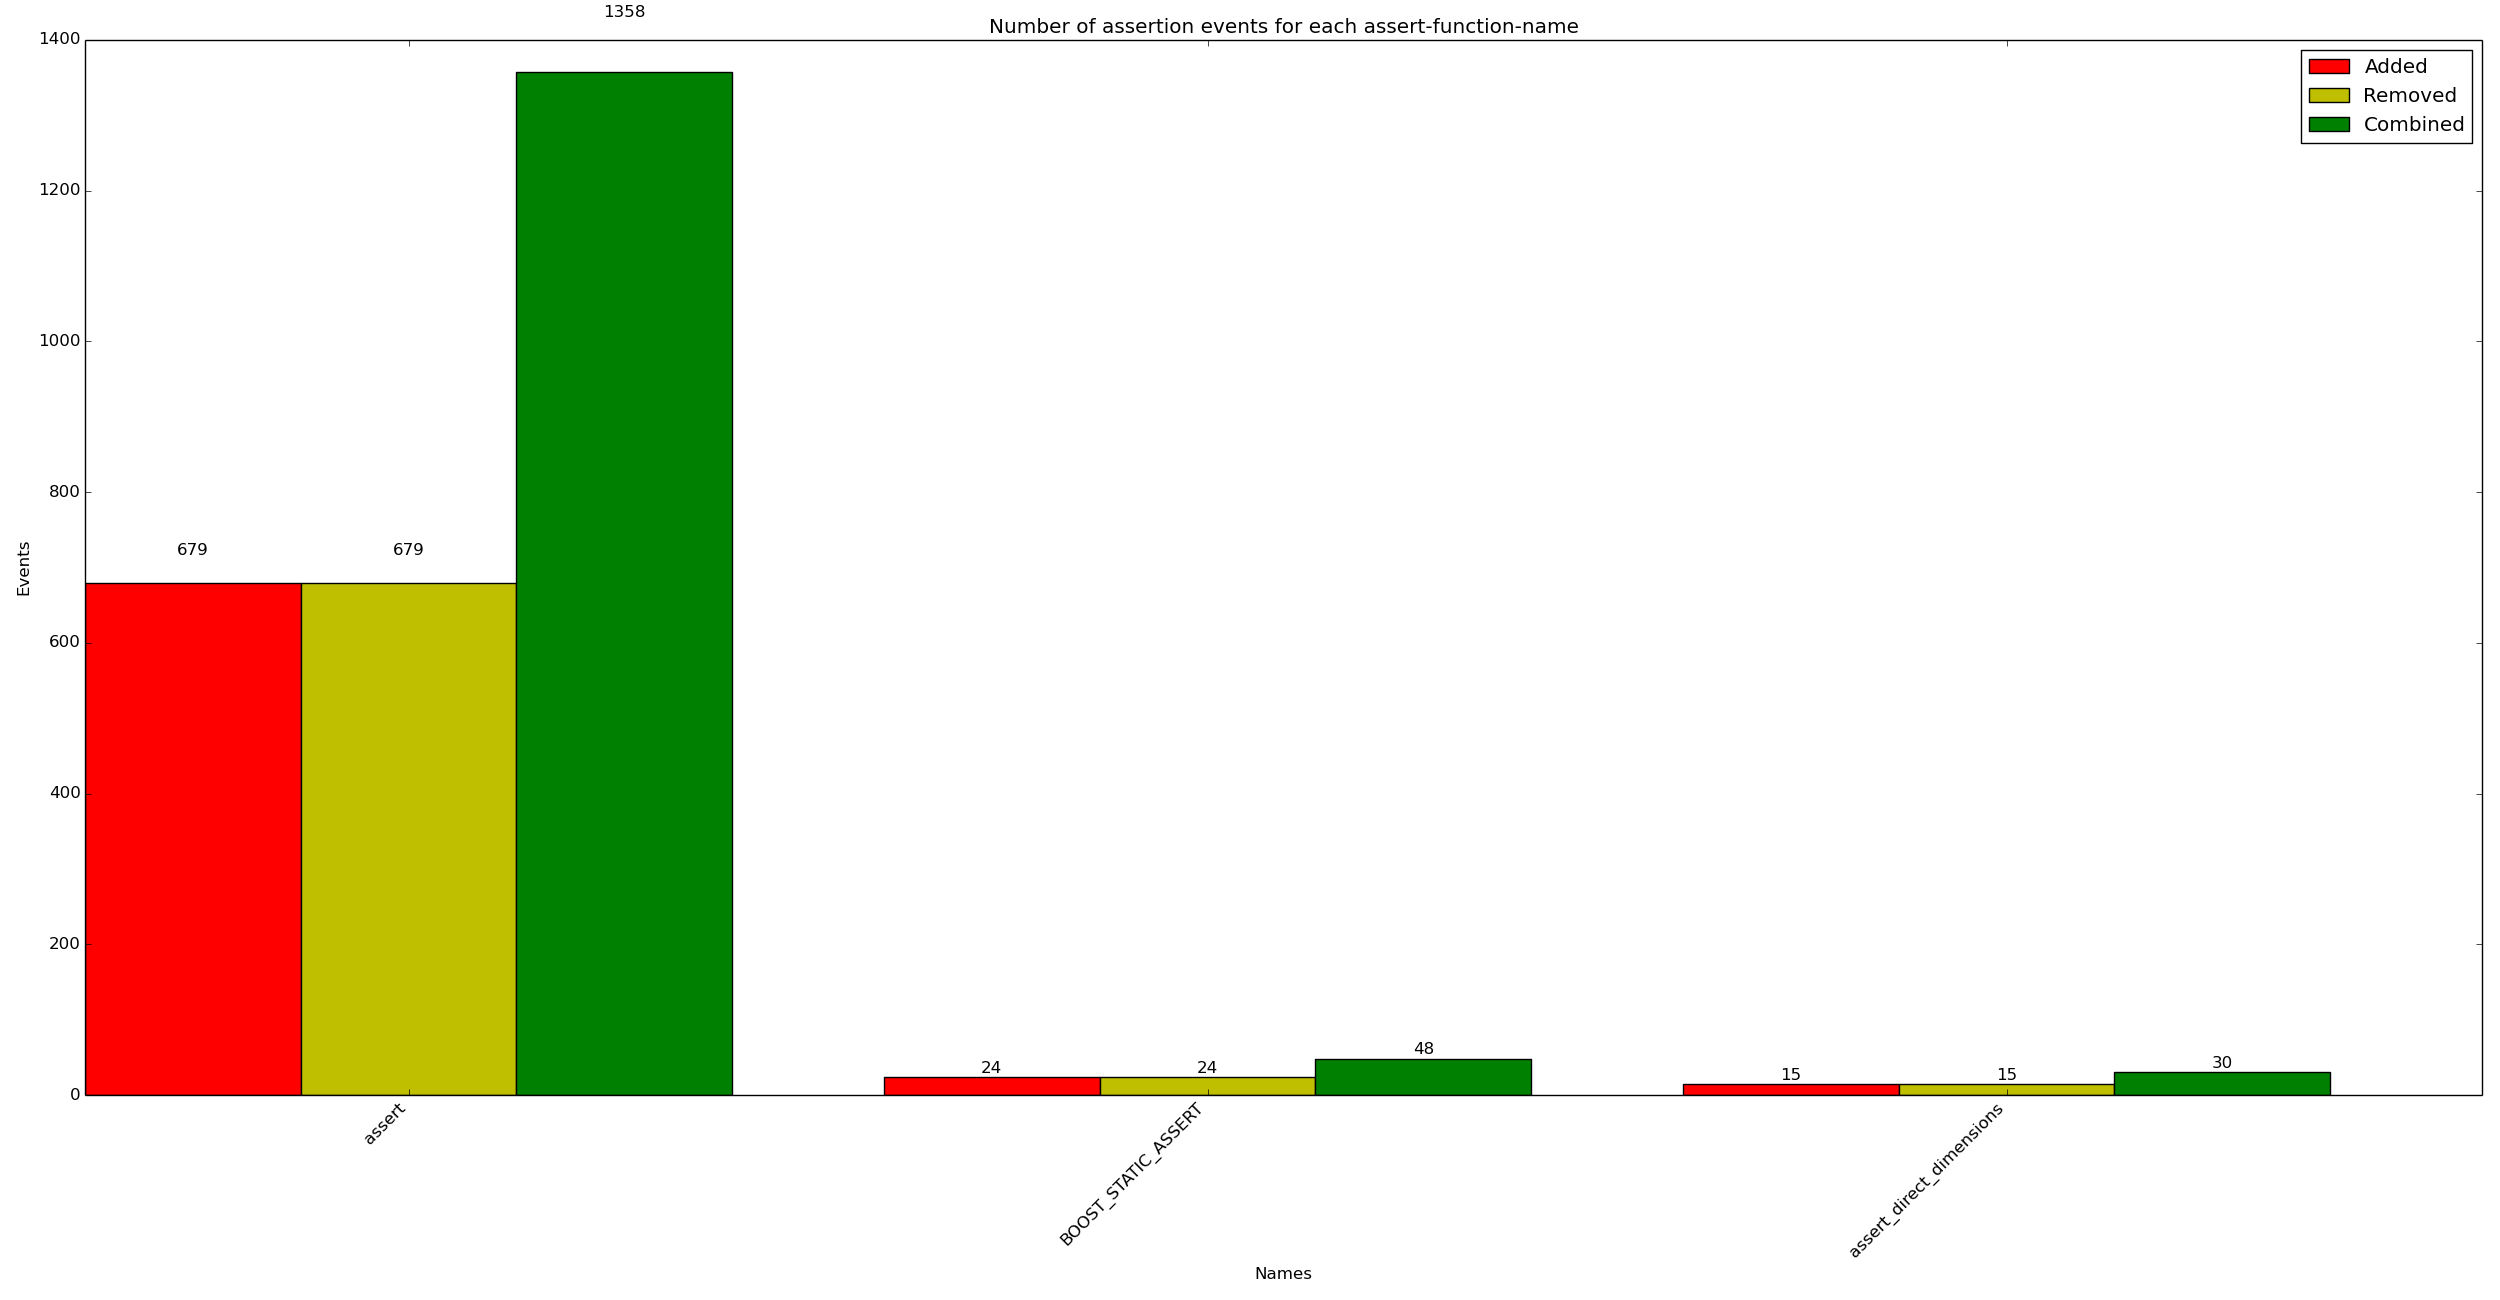 1358
Number of assertion events for each assert-function-name
1400
1200
1000
800
600
400
200
0
Events
Added
Removed
Combined
679
679
24
24
48
15
15
30
assert
BOOST_STATIC_ASSERT
assert_direct_dimensions
Names